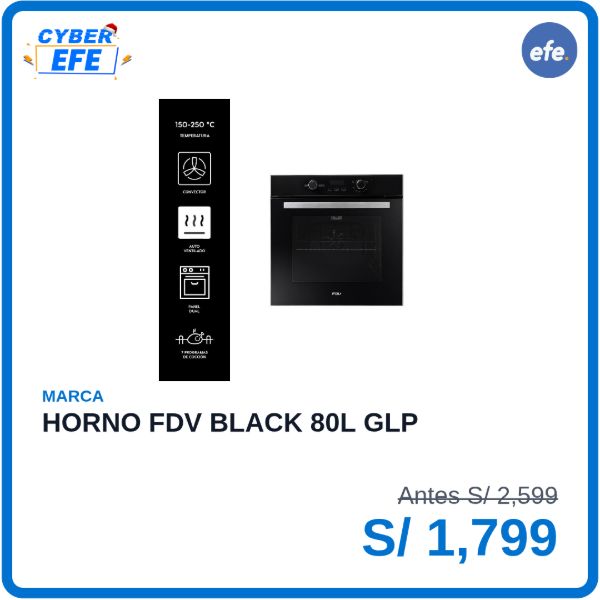 CYBER
EFE
efe.
150-250 °C
TEMPERATURA
CONVECTOR
AUTO
VENTILADO
PANEL
DUAL
7 PROGRAMAS
DE COCCIÓN
FDV
MARCA
HORNO FDV BLACK 80L GLP
Antes S/ 2,599
S/ 1,799